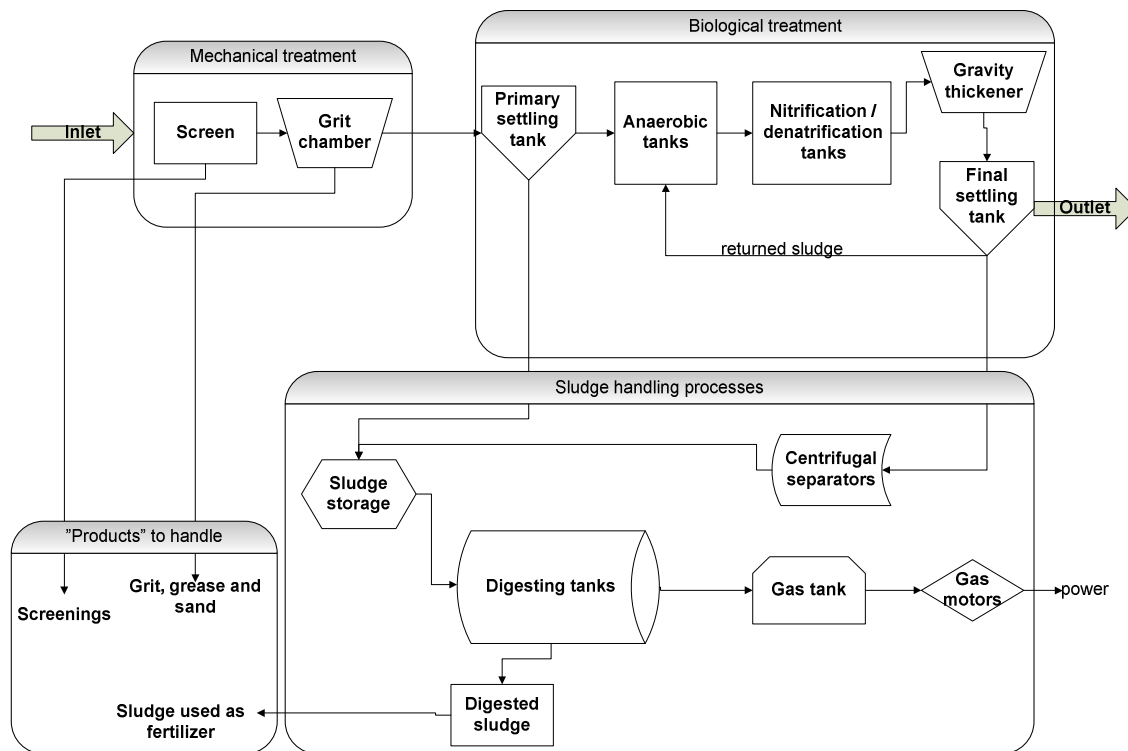 Mechanical treatment
Inlet
Screen
Grit
chamber
Biological treatment
Primary
settling
tank
Anaerobic
tanks
Nitrification /
denatrification
tanks
Gravity
thickener
Final
settling
tank
Outlet
returned sludge
Sludge handling processes
Sludge
storage
Centrifugal
separators
Digesting tanks
Gas tank
Gas
motors
power
Digested
sludge
”Products” to handle
Screenings
Grit, grease and
sand
Sludge used as
fertilizer